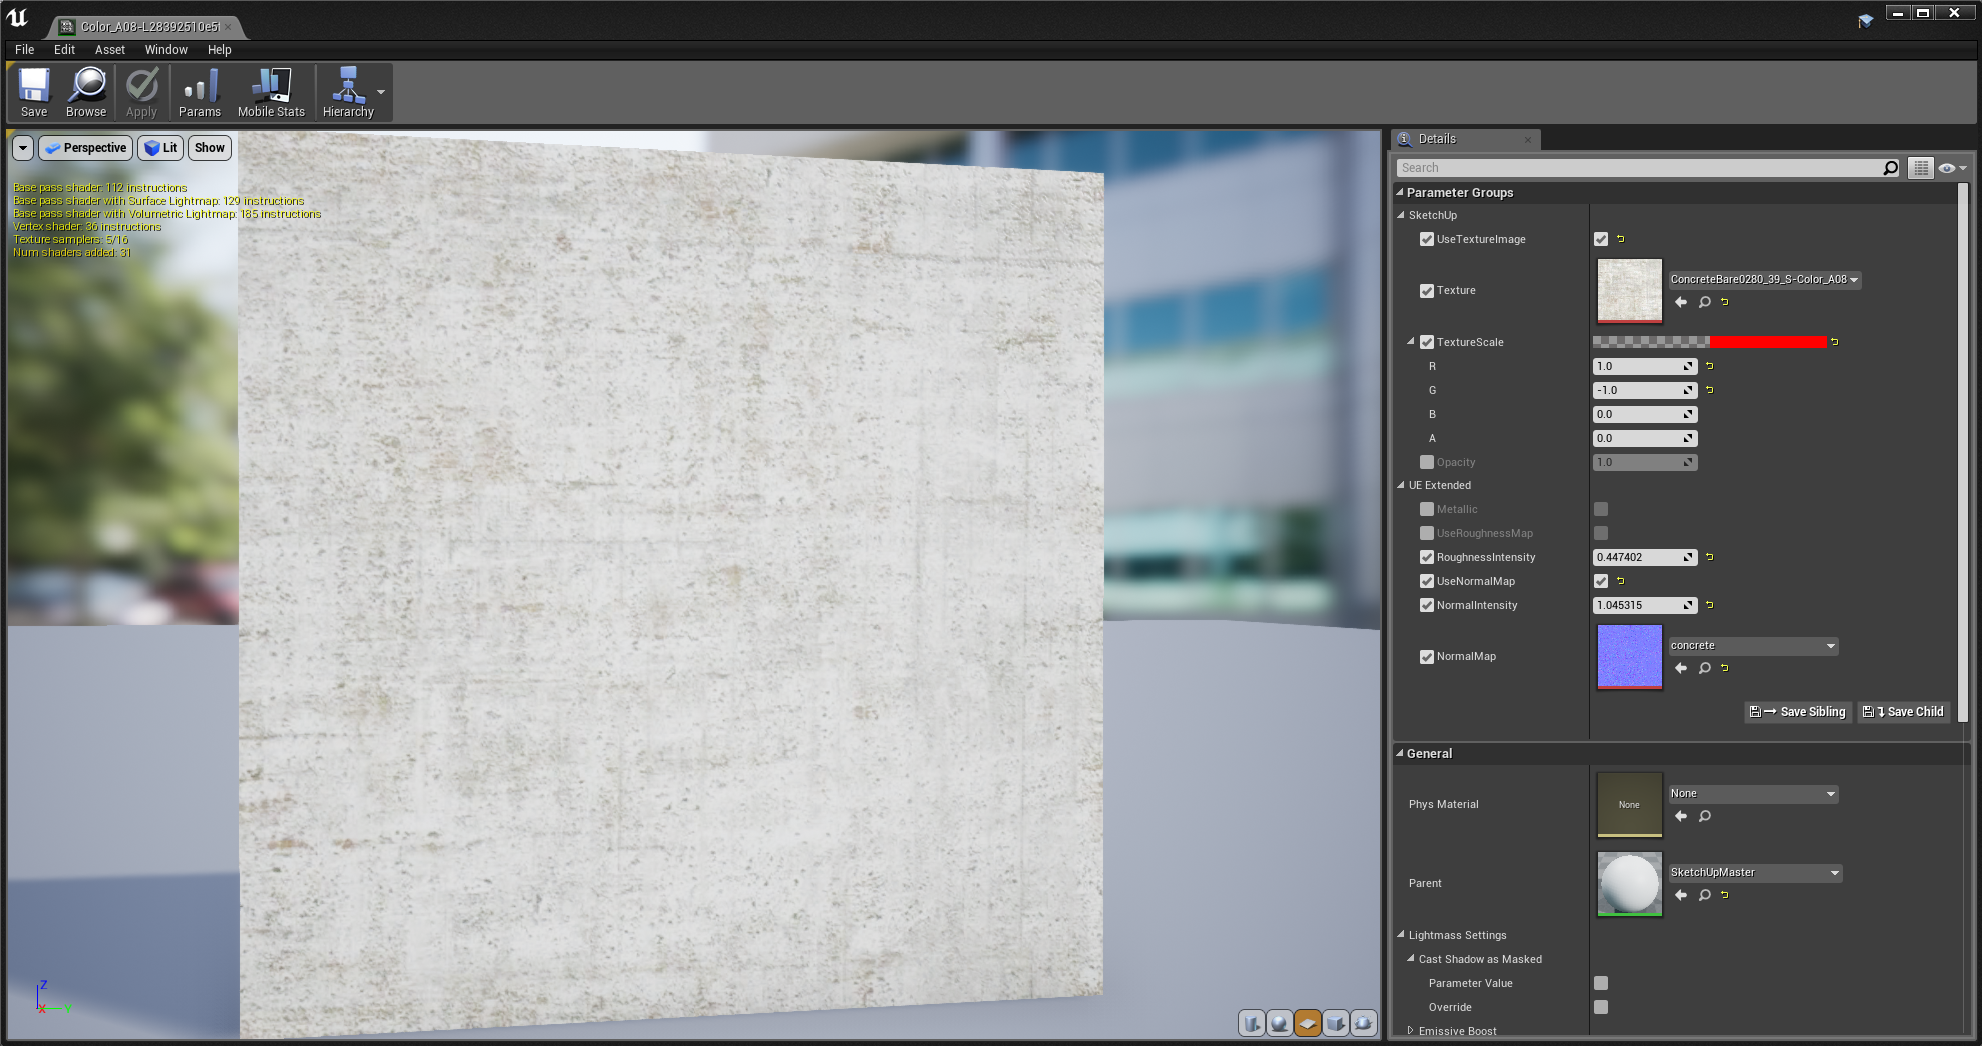 Color_A08-L28392510e5
File Edit Asset Window Help
Save Browse Apply Params Mobile Stats Hierarchy
Perspective Lit Show
Base pass shader: 112 instructions
Base pass shader with Surface Lightmap: 129 instructions
Base pass shader with Volumetric Lightmap: 185 instructions
Vertex shader: 36 instructions
Texture samplers: 5/16
Num shaders added: 31
Z
X Y
Details
Search
Parameter Groups
SketchUp
UseTextureImage
Texture
ConcreteBare0280_39_S-Color_A08
TextureScale
R 1.0
G -1.0
B 0.0
A 0.0
Opacity 1.0
UE Extended
Metallic
UseRoughnessMap
RoughnessIntensity 0.447402
UseNormalMap
NormalIntensity 1.045315
NormalMap
concrete
Save Sibling Save Child
General
Phys Material
None
None
Parent
SketchUpMaster
Lightmass Settings
Cast Shadow as Masked
Parameter Value
Override
Emissive Boost